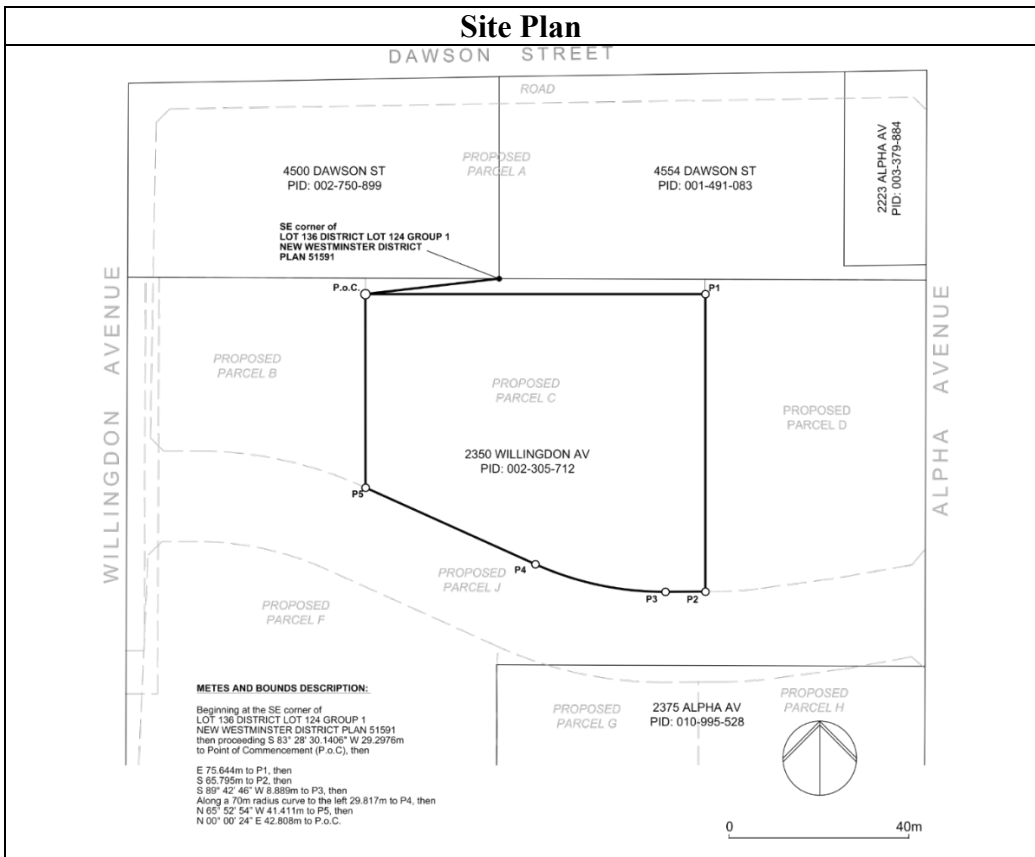 Site Plan
DAWSON STREET
ROAD
4500 DAWSON ST
PID: 002-750-899
PROPOSED
PARCEL A
4554 DAWSON ST
PID: 001-491-083
2223 ALPHA AV
PID: 003-379-884
SE corner of
LOT 136 DISTRICT LOT 124 GROUP 1
NEW WESTMINSTER DISTRICT
PLAN 51591
P.o.C.
P1
WILLINGDON AVENUE
ALPHA AVENUE
PROPOSED
PARCEL B
PROPOSED
PARCEL C
PROPOSED
PARCEL D
2350 WILLINGDON AV
PID: 002-305-712
P5
P4
P3
P2
PROPOSED
PARCEL J
PROPOSED
PARCEL F
METES AND BOUNDS DESCRIPTION:
Beginning at the SE corner of
LOT 136 DISTRICT LOT 124 GROUP 1
NEW WESTMINSTER DISTRICT PLAN 51591
then proceeding S 83° 28' 30.1406" W 29.2976m
to Point of Commencement (P.o.C), then
E 75.644m to P1, then
S 65.795m to P2, then
S 89° 42' 46" W 8.889m to P3, then
Along a 70m radius curve to the left 29.817m to P4, then
N 65° 52' 54" W 41.411m to P5, then
N 00° 00' 24" E 42.808m to P.o.C.
PROPOSED
PARCEL G
2375 ALPHA AV
PID: 010-995-528
PROPOSED
PARCEL H
0 40m